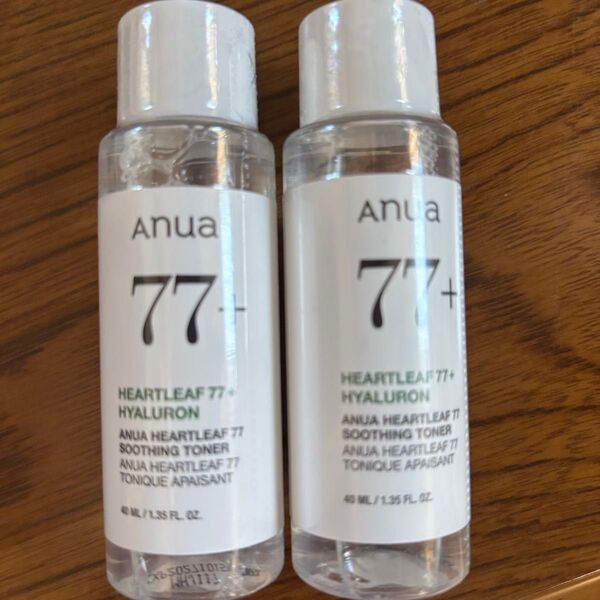 Anua
77+
HEARTLEAF 77+
HYALURON
ANUA HEARTLEAF 77
SOOTHING TONER
ANUA HEARTLEAF 77
TONIQUE APAISANT
40 ML / 1.35 FL. OZ.
Anua
77+
HEARTLEAF 77+
HYALURON
ANUA HEARTLEAF 77
SOOTHING TONER
ANUA HEARTLEAF 77
TONIQUE APAISANT
40 ML / 1.35 FL. OZ.